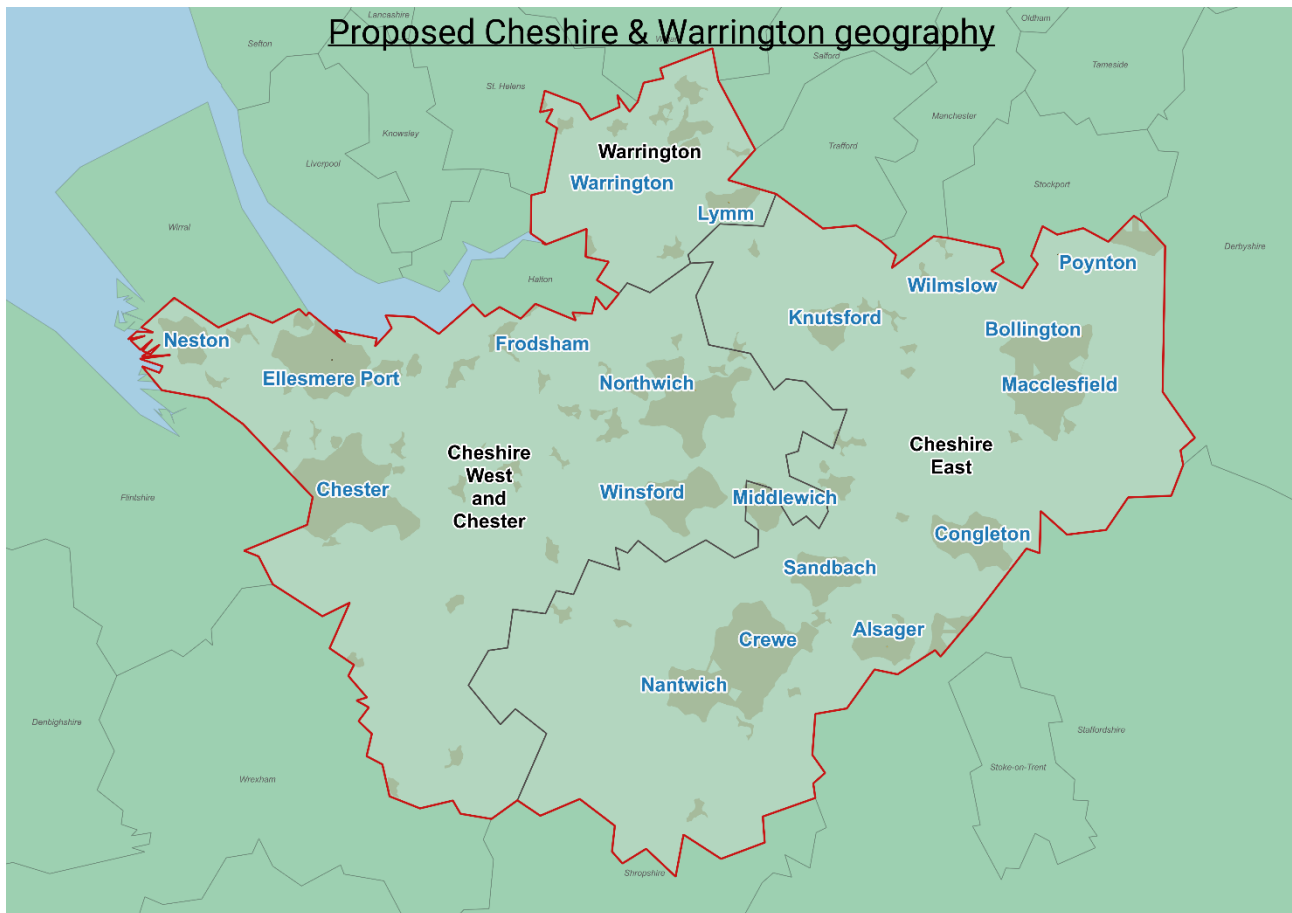 Proposed Cheshire & Warrington geography
Lancashire
Oldham
Sefton
Salford
Tameside
St. Helens
Manchester
Knowsley
Trafford
Warrington
Liverpool
Warrington
Stockport
Lymm
Wirral
Derbyshire
Poynton
Halton
Wilmslow
Knutsford
Bollington
Neston
Frodsham
Ellesmere Port
Northwich
Macclesfield
Cheshire
West
and
Chester
Cheshire
East
Chester
Winsford
Middlewich
Flintshire
Congleton
Sandbach
Alsager
Crewe
Nantwich
Denbighshire
Staffordshire
Stoke-on-Trent
Wrexham
Shropshire